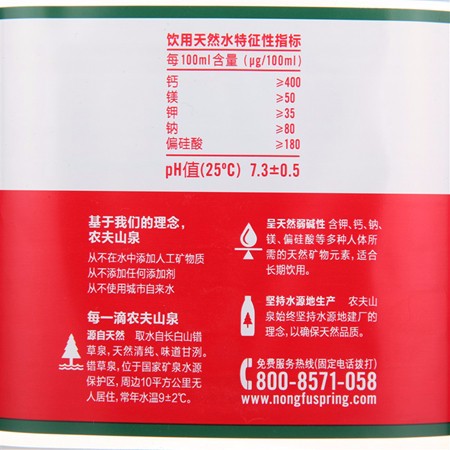 饮用天然水特征性指标
每100ml含量（μg/100ml）
钙 ≥400
镁 ≥50
钾 ≥35
钠 ≥80
偏硅酸 ≥180
pH值(25℃) 7.3±0.5
基于我们的理念，
农夫山泉
从不在水中添加人工矿物质
从不添加任何添加剂
从不使用城市自来水
每一滴农夫山泉
源自天然 取水自长白山错
草泉，天然清纯、味道甘洌。
错草泉，位于国家矿泉水源
保护区，周边10平方公里无
人居住，常年水温9±2℃。
呈天然弱碱性 含钾、钙、钠、
镁、偏硅酸等多种人体所
需的天然矿物元素，适合
长期饮用。
坚持水源地生产 农夫山
泉始终坚持水源地建厂的
理念，以确保天然品质。
免费服务热线(固定电话拨打)
800-8571-058
www.nongfuspring.com